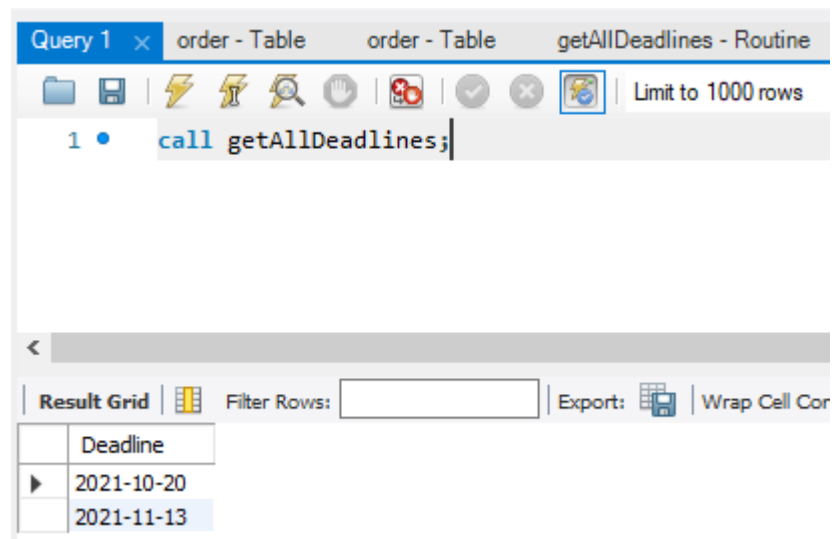 Query 1 order - Table order - Table getAllDeadlines - Routine
Limit to 1000 rows
1 call getAllDeadlines;
Result Grid Filter Rows: Export: Wrap Cell Con
Deadline
2021-10-20
2021-11-13